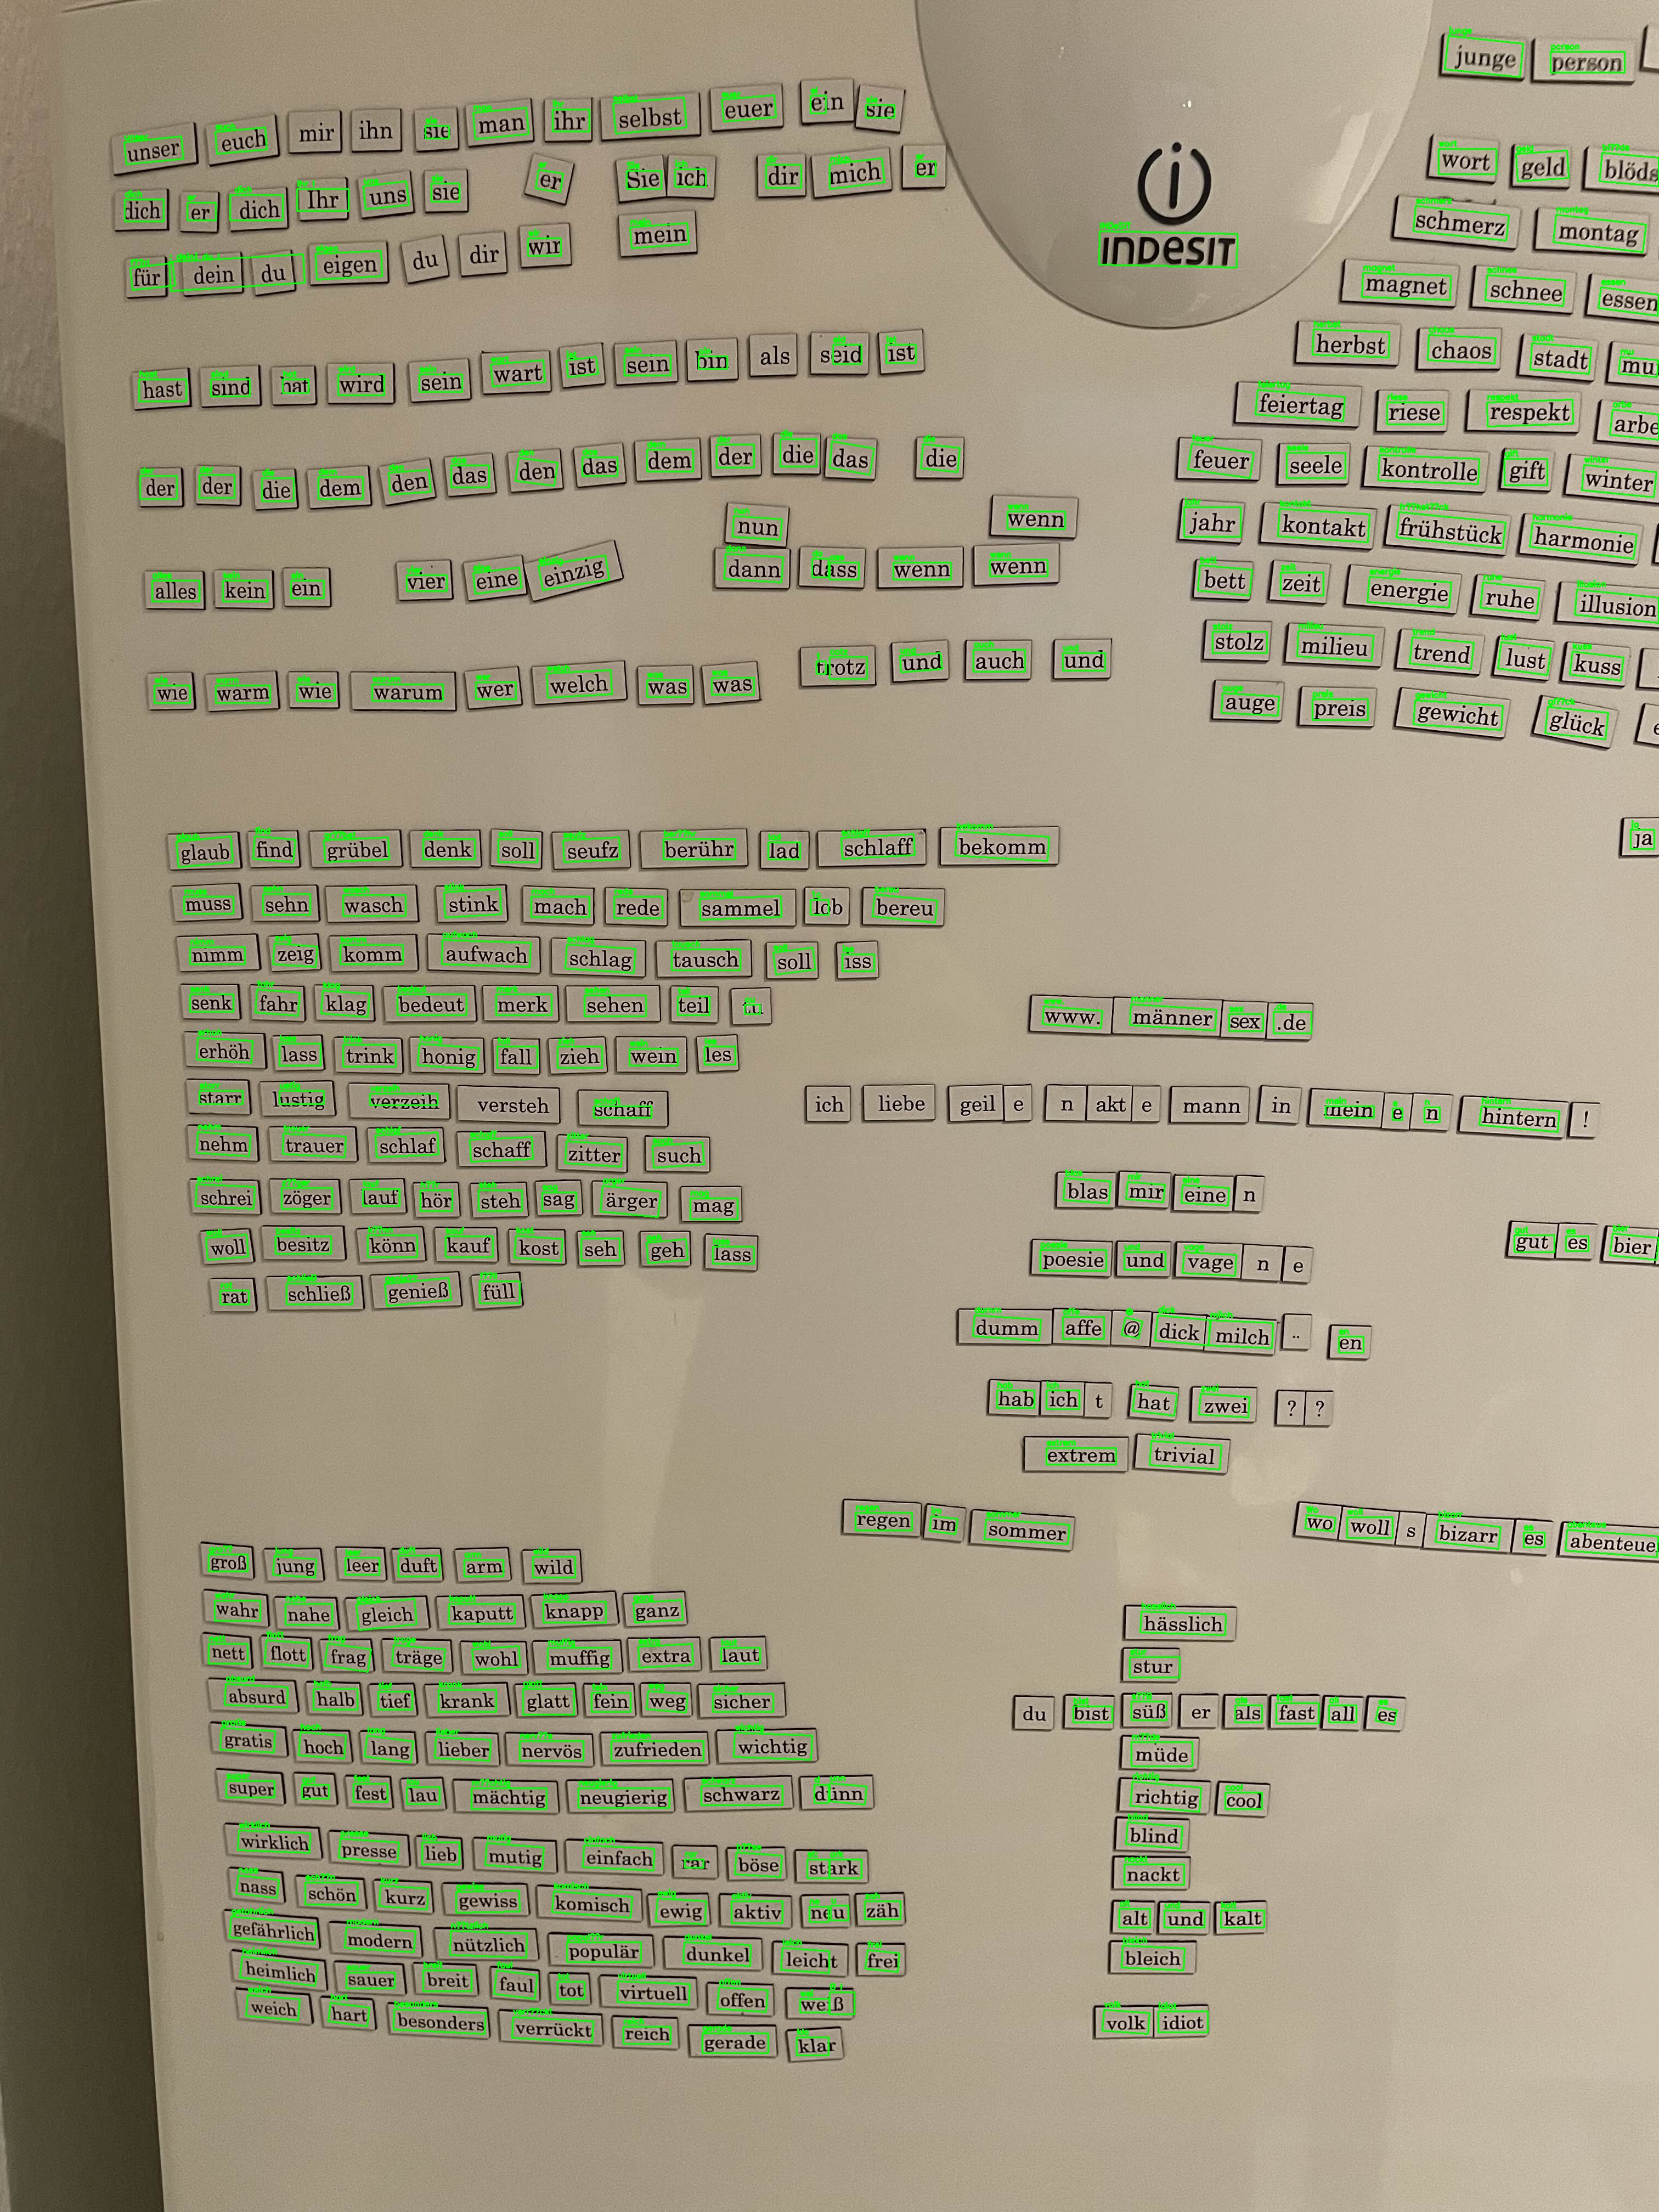 junge person
unser euch mir ihn sie man ihr selbst euer ein sie
dich er dich Ihr uns sie er Sie ich dir mich er
für dein du eigen du dir wir mein
INDESIT
wort geld blöds
schmerz montag
magnet schnee essen
herbst chaos stadt mu
feiertag riese respekt arbe
feuer seele kontrolle gift winter
jahr kontakt frühstück harmonie
bett zeit energie ruhe illusion
stolz milieu trend lust kuss
auge preis gewicht glück e
hast sind hat wird sein wart ist sein bin als seid ist
der der die dem den das den das dem der die das die
nun wenn
alles kein ein vier eine einzig dann dass wenn wenn
wie warm wie warum wer welch was was trotz und auch und
ja
glaub find grübel denk soll seufz berühr lad schlaff bekomm
muss sehn wasch stink mach rede sammel lob bereu
nimm zeig komm aufwach schlag tausch soll iss
senk fahr klag bedeut merk sehen teil tu
erhöh lass trink honig fall zieh wein les
starr lustig verzeih versteh schaff
nehm trauer schlaf schaff zitter such
schrei zöger lauf hör steh sag ärger mag
woll besitz könn kauf kost seh geh lass
rat schließ genieß füll
www. männer sex .de
ich liebe geil e n akt e mann in mein e n hintern !
blas mir eine n
gut es bier
poesie und vage n e
dumm affe @ dick milch .. en
hab ich t hat zwei ? ?
extrem trivial
regen im sommer
wo woll s bizarr es abenteue
groß jung leer duft arm wild
wahr nahe gleich kaputt knapp ganz
nett flott frag träge wohl muffig extra laut
absurd halb tief krank glatt fein weg sicher
gratis hoch lang lieber nervös zufrieden wichtig
super gut fest lau mächtig neugierig schwarz dünn
wirklich presse lieb mutig einfach rar böse stark
nass schön kurz gewiss komisch ewig aktiv neu zäh
gefährlich modern nützlich populär dunkel leicht frei
heimlich sauer breit faul tot virtuell offen weiß
weich hart besonders verrückt reich gerade klar
hässlich
stur
du bist süß er als fast all es
müde
richtig cool
blind
nackt
alt und kalt
bleich
volk idiot